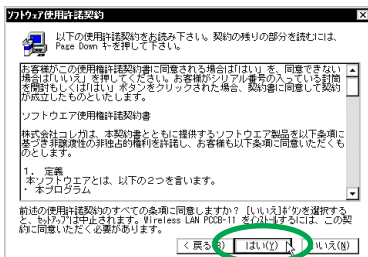 ソフトウェア使用許諾契約
以下の使用許諾契約をお読み下さい。契約の残りの部分を読むには、
Page Down キーを押して下さい。
お客様がこの使用権許諾契約書に同意される場合は「はい」を、同意できない
場合は「いいえ」を押してください。お客様がシリアル番号の入っている封筒
を開封もしくは「はい」ボタンをクリックされた場合、契約書に同意して契約
が成立したものといたします。
ソフトウエア使用権許諾契約書
株式会社コレガは、本契約書とともに提供するソフトウエア製品を以下条項に
基づき非譲渡性の非独占的権利を許諾し、お客様も以下条項に同意いただくも
のとします。
1. 定義
本ソフトウエアとは、以下の2つを言います。
・ 本プログラム
前述の使用許諾契約のすべての条項に同意しますか? [いいえ]ボタンを選択する
と、セットアップは中止されます。Wireless LAN PCCB-11 をインストールするには、この契
約に同意いただく必要があります。
< 戻る(B) はい(Y) いいえ(N)